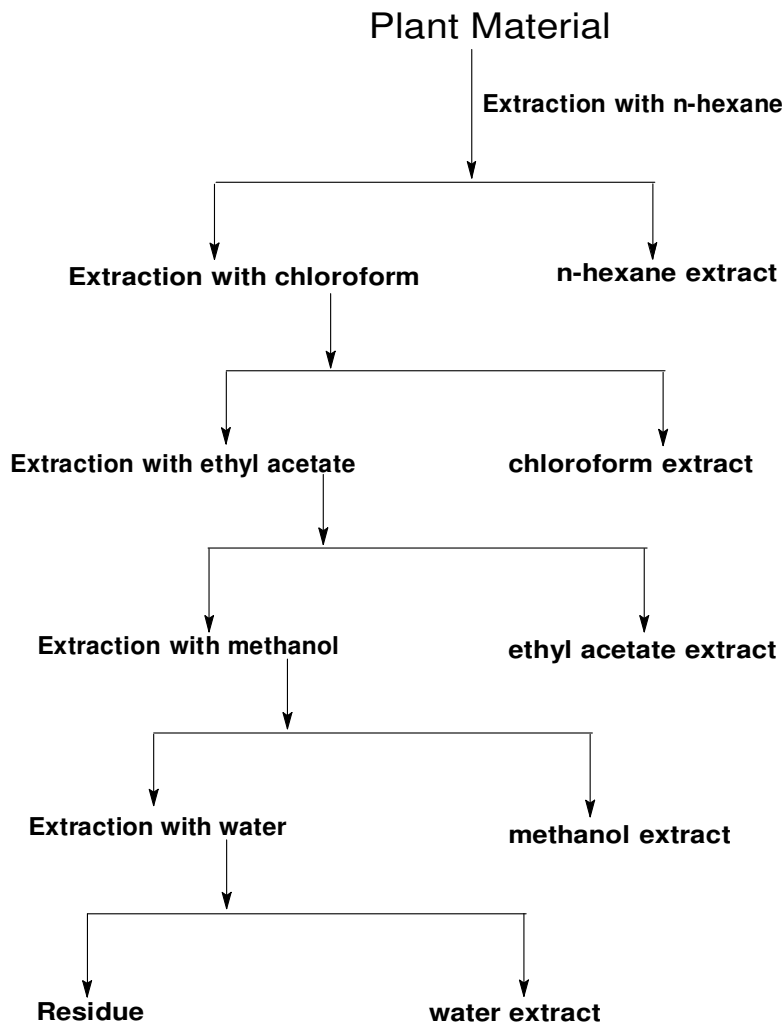 Plant Material
Extraction with n-hexane
Extraction with chloroform
n-hexane extract
Extraction with ethyl acetate
chloroform extract
Extraction with methanol
ethyl acetate extract
Extraction with water
methanol extract
Residue
water extract